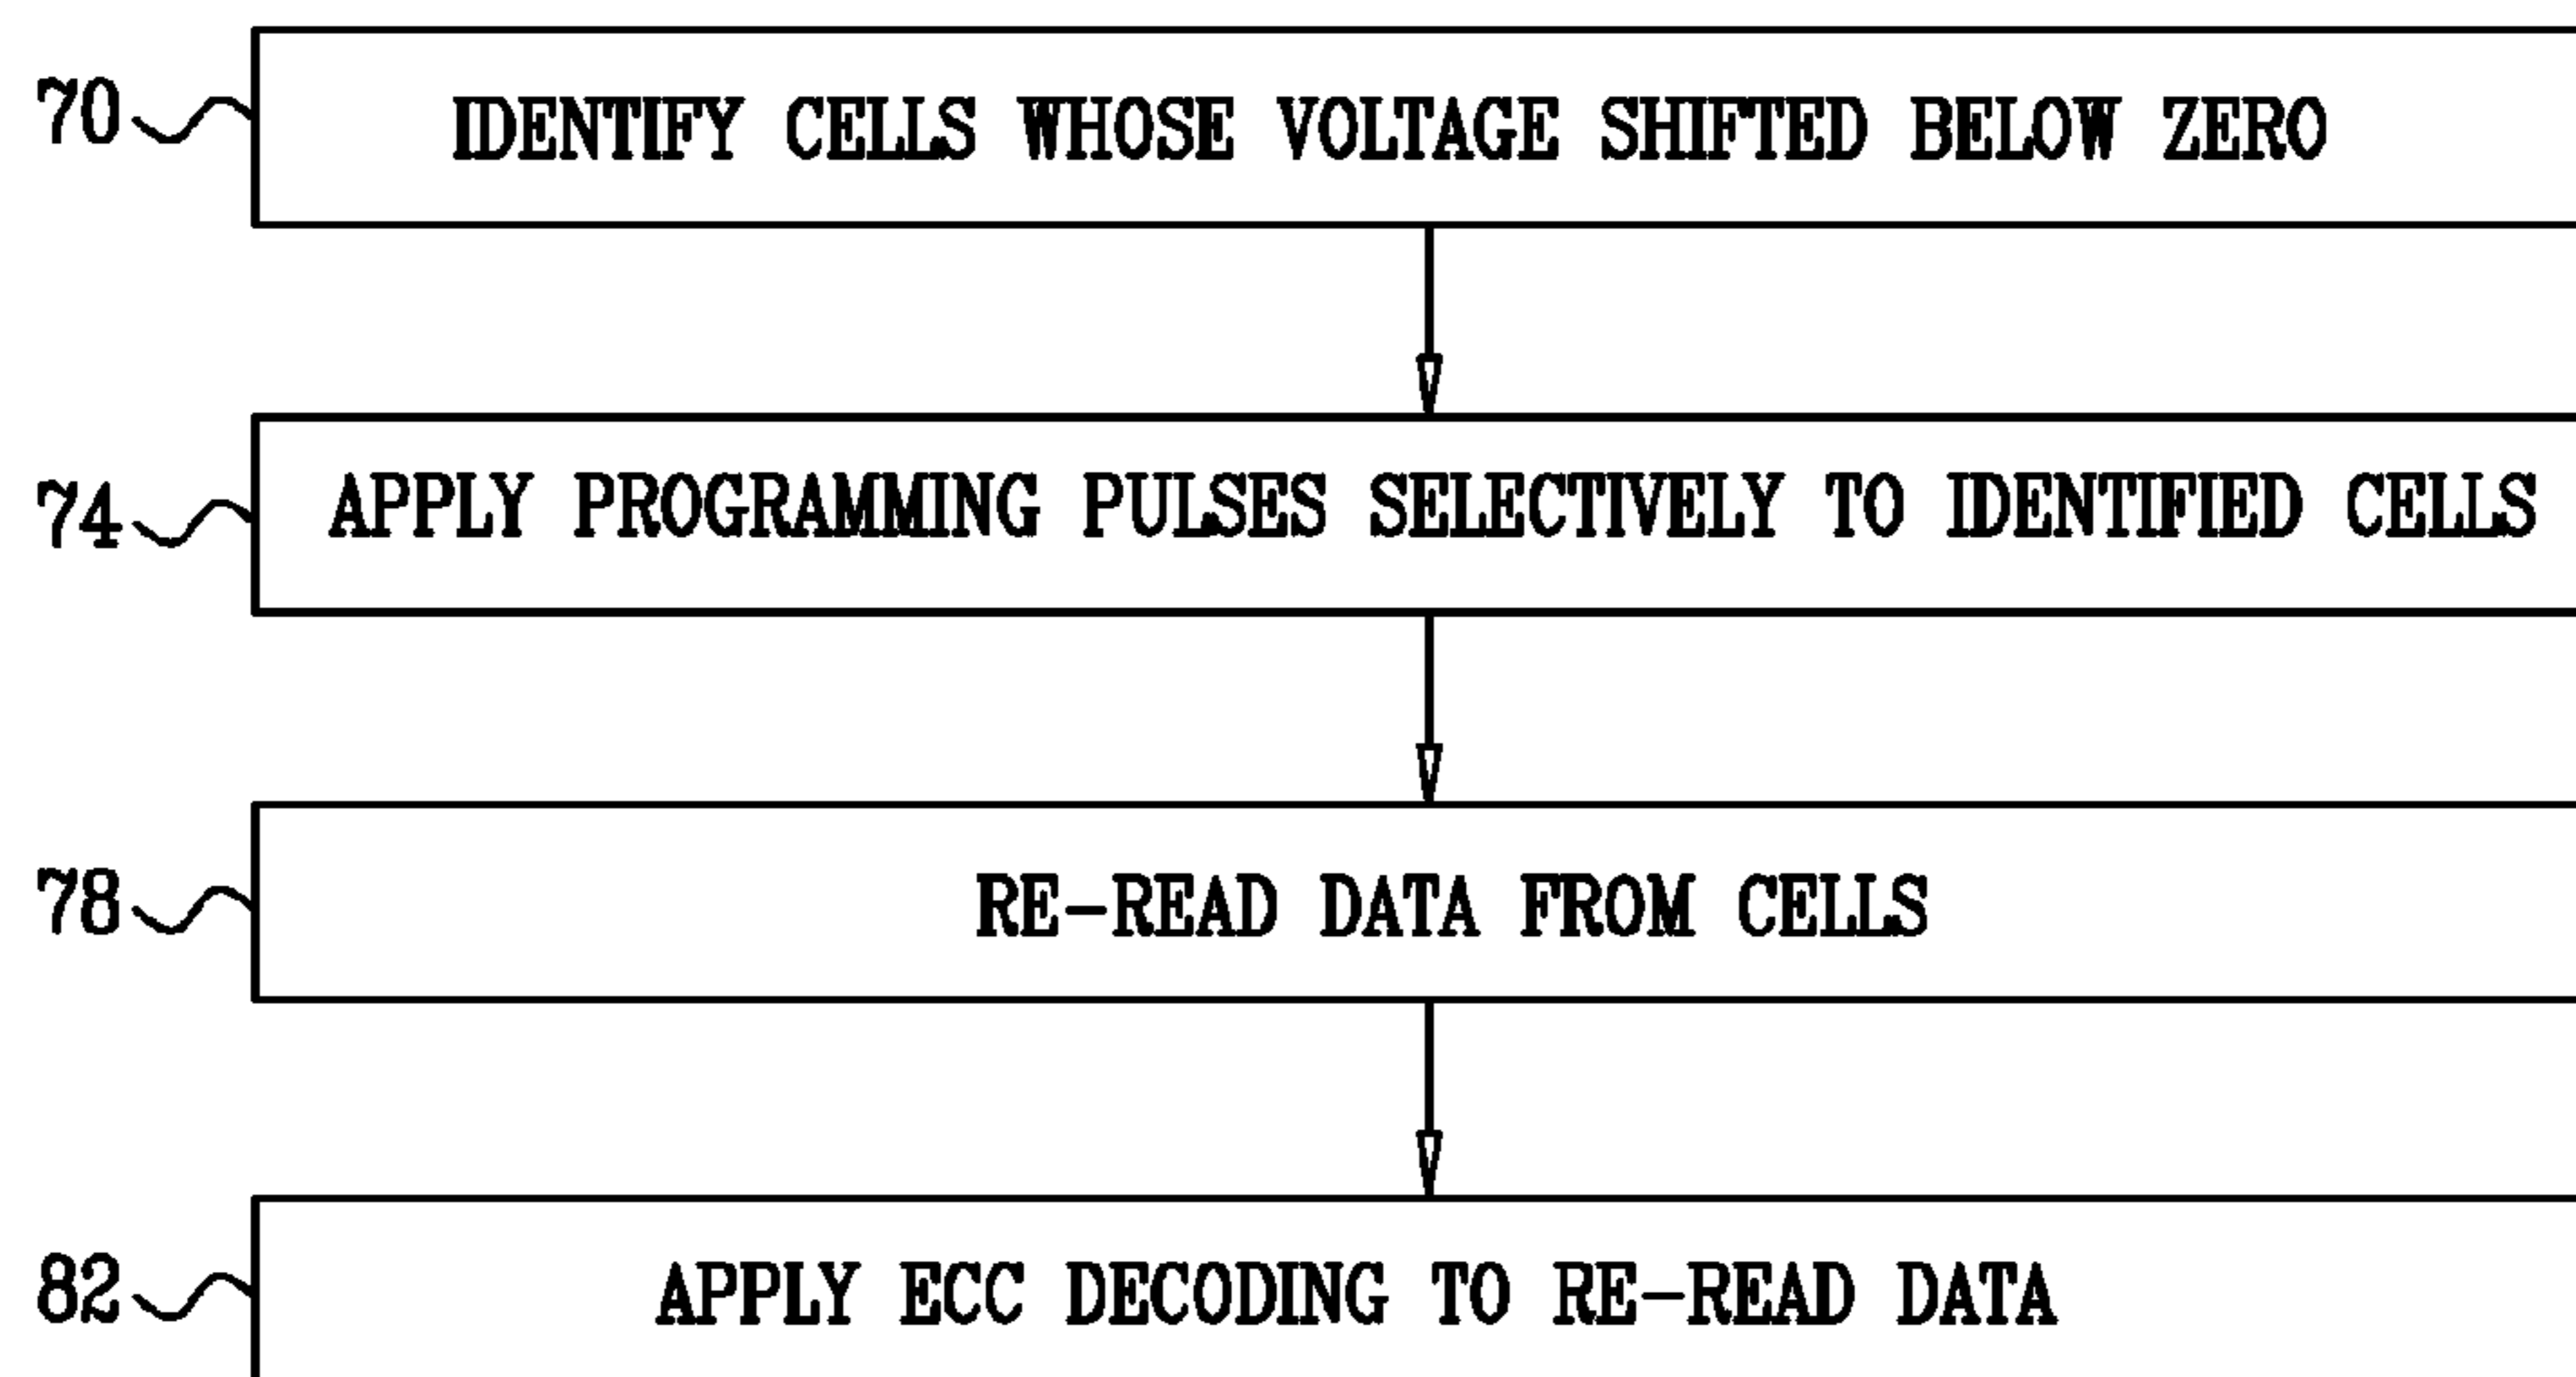 70 IDENTIFY CELLS WHOSE VOLTAGE SHIFTED BELOW ZERO
74 APPLY PROGRAMMING PULSES SELECTIVELY TO IDENTIFIED CELLS
78 RE-READ DATA FROM CELLS
82 APPLY ECC DECODING TO RE-READ DATA